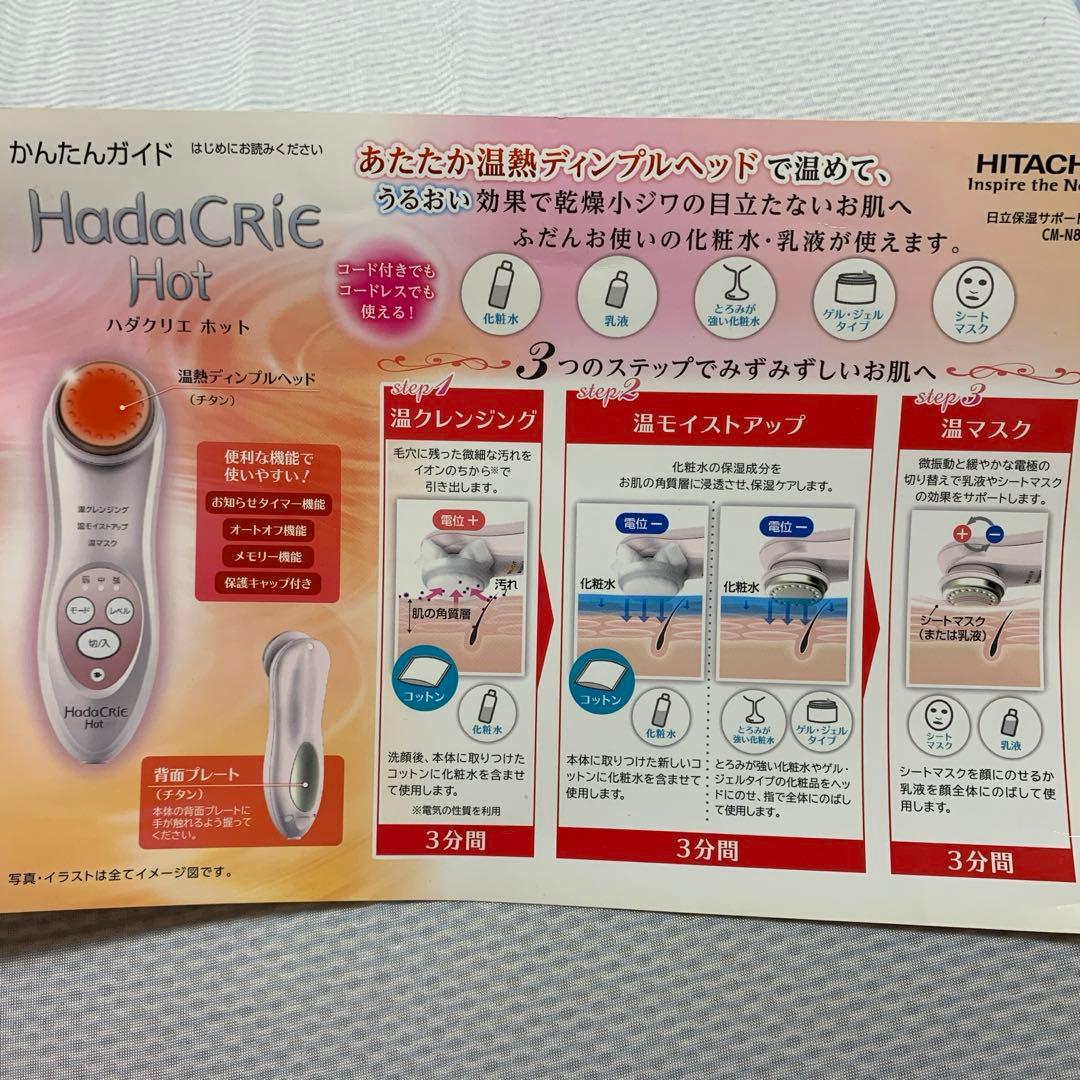 かんたんガイド はじめにお読みください
HadaCRiE
Hot
ハダクリエ ホット
あたたか温熱ディンプルヘッドで温めて、
うるおい効果で乾燥小ジワの目立たないお肌へ
ふだんお使いの化粧水・乳液が使えます。
HITACH
Inspire the Ne
日立保湿サポート
CM-N8
コード付きでも
コードレスでも
使える!
化粧水
乳液
とろみが
強い化粧水
ゲル・ジェル
タイプ
シート
マスク
3つのステップでみずみずしいお肌へ
温熱ディンプルヘッド
(チタン)
便利な機能で
使いやすい!
お知らせタイマー機能
オートオフ機能
メモリー機能
保護キャップ付き
温クレンジング
温モイストアップ
温マスク
弱 中 強
モード
レベル
切/入
HadaCRiE
Hot
背面プレート
(チタン)
本体の背面プレートに
手が触れるよう握って
ください。
写真・イラストは全てイメージ図です。
step1
温クレンジング
毛穴に残った微細な汚れを
イオンのちから※で
引き出します。
電位+
汚れ
肌の角質層
コットン
化粧水
洗顔後、本体に取りつけた
コットンに化粧水を含ませ
て使用します。
※電気の性質を利用
3分間
step2
温モイストアップ
化粧水の保湿成分を
お肌の角質層に浸透させ、保湿ケアします。
電位−
化粧水
コットン
化粧水
本体に取りつけた新しいコ
ットンに化粧水を含ませて
使用します。
電位−
化粧水
とろみが
強い化粧水
ゲル・ジェル
タイプ
とろみが強い化粧水やゲル・
ジェルタイプの化粧品をヘッ
ドにのせ、指で全体にのばし
て使用します。
3分間
step3
温マスク
微振動と緩やかな電極の
切り替えで乳液やシートマスク
の効果をサポートします。
+ −
シートマスク
(または乳液)
シート
マスク
乳液
シートマスクを顔にのせるか
乳液を顔全体にのばして使
用します。
3分間